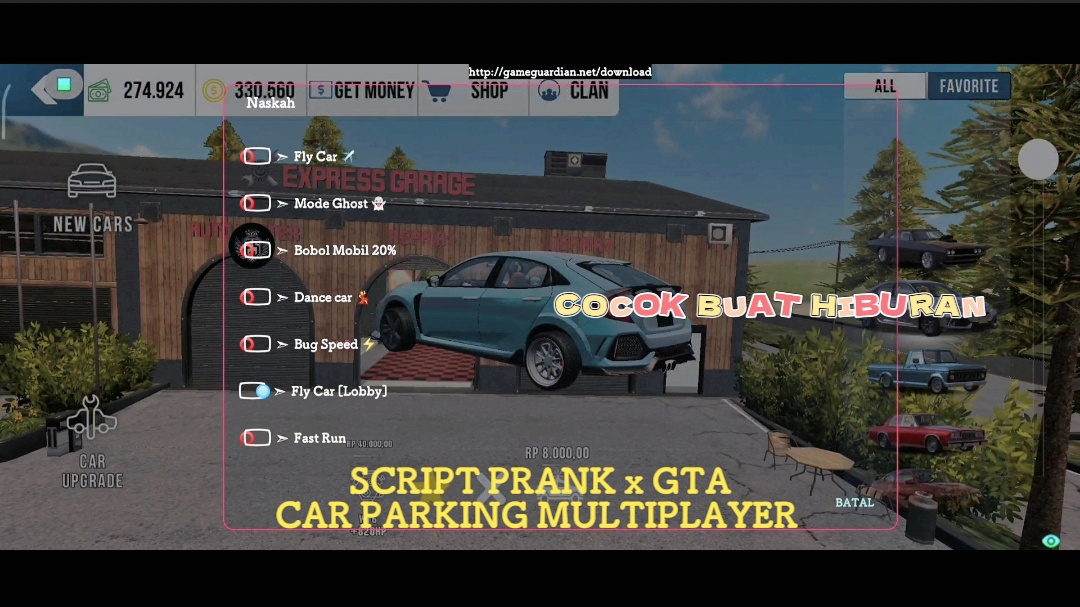 http://gameguardian.net/download
274.924
330,560
GET MONEY
SHOP
CLAN
ALL
FAVORITE
Naskah
➣ Fly Car ✈️
EXPRESS GARAGE
➣ Mode Ghost 👻
NEW CARS
➣ Bobol Mobil 20%
➣ Dance car 💃
COCOK BUAT HIBURAN
➣ Bug Speed ⚡
➣ Fly Car [Lobby]
➣ Fast Run
RP 40.000,00
RP 8.000,00
CAR
UPGRADE
SCRIPT PRANK x GTA
CAR PARKING MULTIPLAYER
BATAL